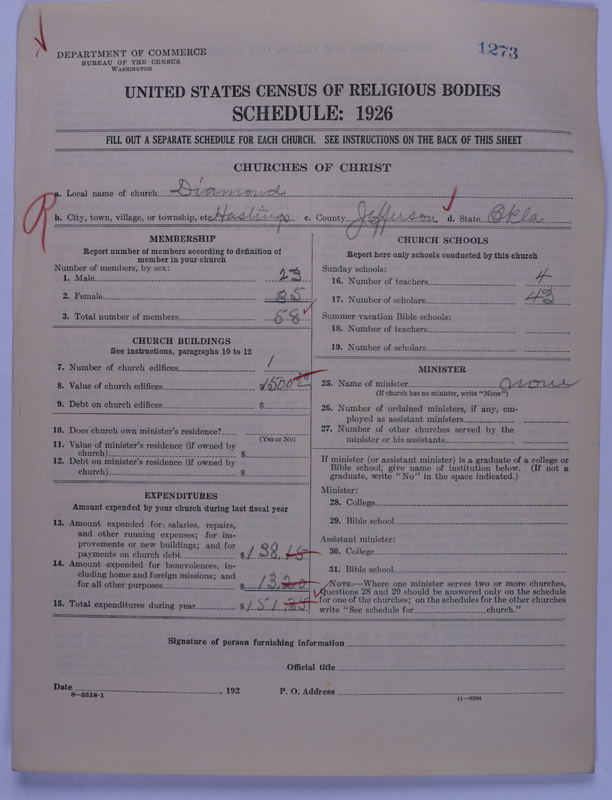 1273
DEPARTMENT OF COMMERCE
BUREAU OF THE CENSUS
WASHINGTON
UNITED STATES CENSUS OF RELIGIOUS BODIES
SCHEDULE: 1926
FILL OUT A SEPARATE SCHEDULE FOR EACH CHURCH. SEE INSTRUCTIONS ON THE BACK OF THIS SHEET
CHURCHES OF CHRIST
a. Local name of church Diamond
R
b. City, town, village, or township, etc. Hastings c. County Jefferson d. State Okla
MEMBERSHIP
Report number of members according to definition of
member in your church
Number of members, by sex:
1. Male 23
2. Female 35
3. Total number of members 58
CHURCH BUILDINGS
See instructions, paragraphs 10 to 12
7. Number of church edifices 1
8. Value of church edifices $1500
9. Debt on church edifices $
10. Does church own minister's residence?
(Yes or No)
11. Value of minister's residence (if owned by
church) $
12. Debt on minister's residence (if owned by
church) $
EXPENDITURES
Amount expended by your church during last fiscal year
13. Amount expended for salaries, repairs,
and other running expenses; for im-
provements or new buildings; and for
payments on church debt $138.15
14. Amount expended for benevolences, in-
cluding home and foreign missions; and
for all other purposes $13.20
15. Total expenditures during year $151.35
CHURCH SCHOOLS
Report here only schools conducted by this church
Sunday schools:
16. Number of teachers 4
17. Number of scholars 43
Summer vacation Bible schools:
18. Number of teachers
19. Number of scholars
MINISTER
25. Name of minister none
(If church has no minister, write "None")
26. Number of ordained ministers, if any, em-
ployed as assistant ministers
27. Number of other churches served by the
minister or his assistants
If minister (or assistant minister) is a graduate of a college or
Bible school, give name of institution below. (If not a
graduate, write "No" in the space indicated.)
Minister:
28. College
29. Bible school
Assistant minister:
30. College
31. Bible school
NOTE.—Where one minister serves two or more churches,
Questions 28 and 29 should be answered only on the schedule
for one of the churches; on the schedules for the other churches
write "See schedule for church."
Signature of person furnishing information
Official title
Date , 192 P. O. Address
8—5518-1
11—9204